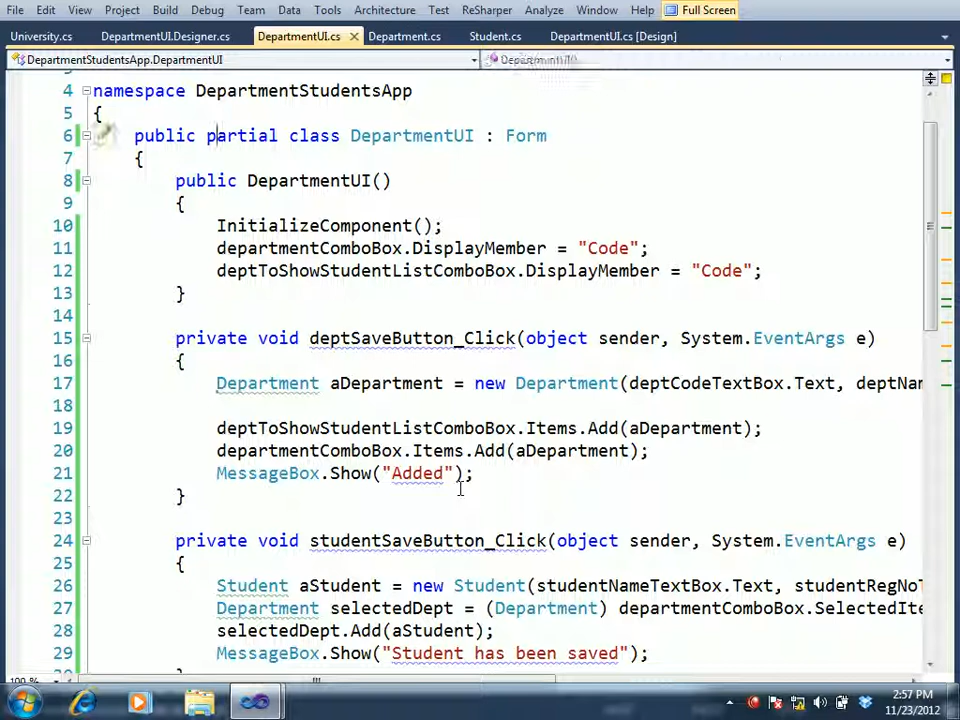 File Edit View Project Build Debug Team Data Tools Architecture Test ReSharper Analyze Window Help Full Screen
University.cs DepartmentUI.Designer.cs DepartmentUI.cs Department.cs Student.cs DepartmentUI.cs [Design]
DepartmentStudentsApp.DepartmentUI DepartmentUI()
4 namespace DepartmentStudentsApp
5 {
6 public partial class DepartmentUI : Form
7 {
8 public DepartmentUI()
9 {
10 InitializeComponent();
11 departmentComboBox.DisplayMember = "Code";
12 deptToShowStudentListComboBox.DisplayMember = "Code";
13 }
14
15 private void deptSaveButton_Click(object sender, System.EventArgs e)
16 {
17 Department aDepartment = new Department(deptCodeTextBox.Text, deptNam
18
19 deptToShowStudentListComboBox.Items.Add(aDepartment);
20 departmentComboBox.Items.Add(aDepartment);
21 MessageBox.Show("Added");
22 }
23
24 private void studentSaveButton_Click(object sender, System.EventArgs e)
25 {
26 Student aStudent = new Student(studentNameTextBox.Text, studentRegNoT
27 Department selectedDept = (Department) departmentComboBox.SelectedIte
28 selectedDept.Add(aStudent);
29 MessageBox.Show("Student has been saved");
100 %
2:57 PM
11/23/2012